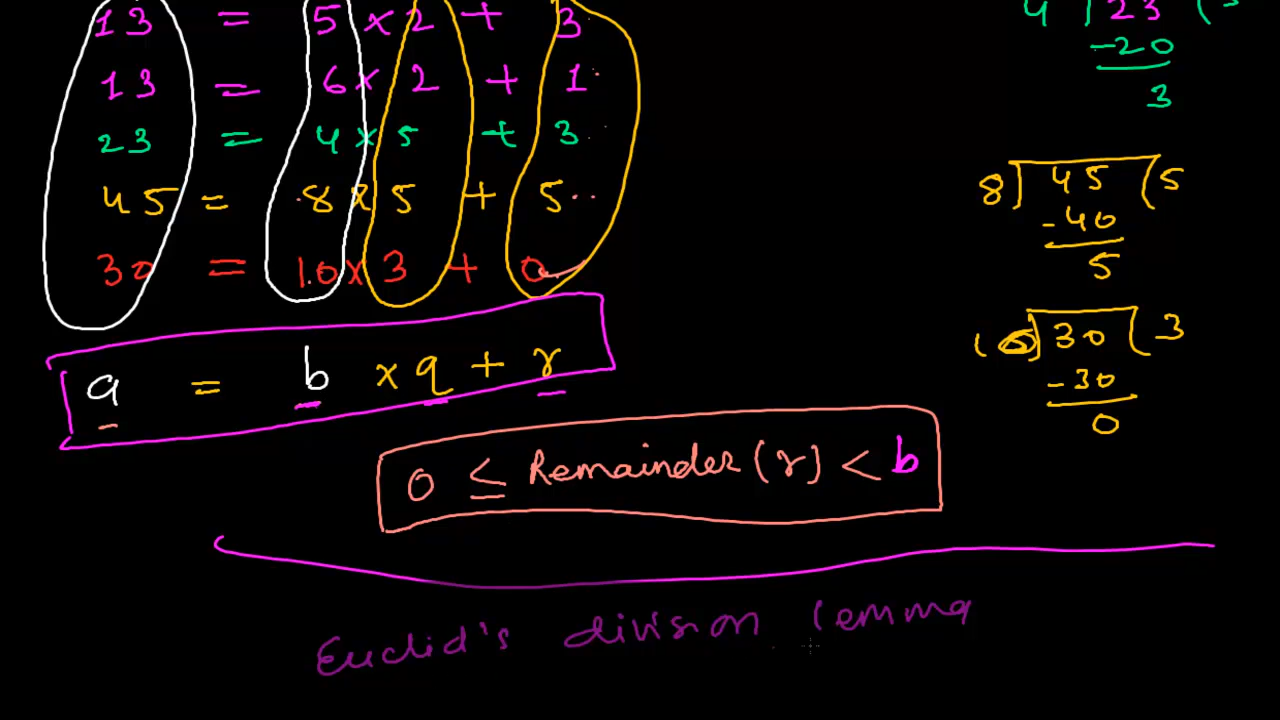 13 = 5 × 2 + 3
13 = 6 × 2 + 1
23 = 4 × 5 + 3
45 = 8 × 5 + 5
30 = 10 × 3 + 0
a = b × q + r
0 ≤ Remainder (r) < b
Euclid's division lemma
4 ) 23 (
-20
3
8 ) 45 ( 5
-40
5
10 ) 30 ( 3
-30
0